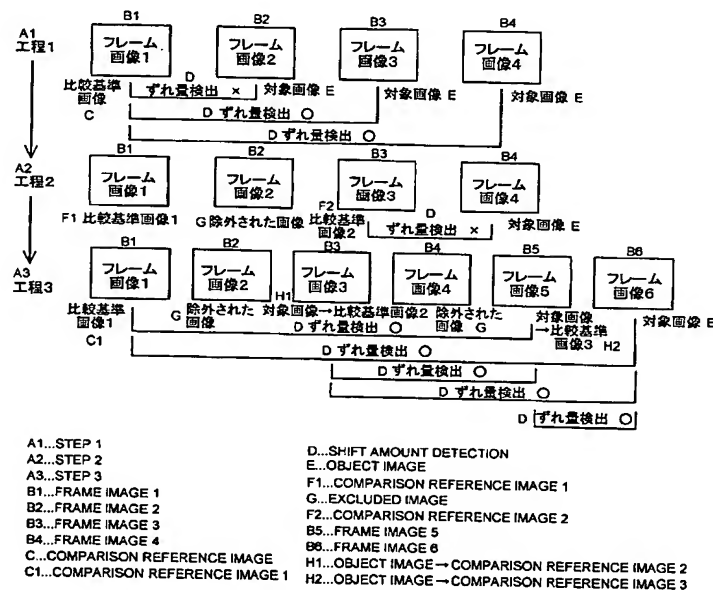 B1 B2 B3 B4
A1
工程1
フレーム
画像1
フレーム
画像2
フレーム
画像3
フレーム
画像4
比較基準
画像
C
D
ずれ量検出 ×
対象画像 E
対象画像 E
対象画像 E
D ずれ量検出 ○
D ずれ量検出 ○
A2
工程2
B1 B2 B3 B4
フレーム
画像1
フレーム
画像2
フレーム
画像3
フレーム
画像4
F1 比較基準画像1
G 除外された画像
F2
比較基準
画像2
D
ずれ量検出 ×
対象画像 E
A3
工程3
B1 B2 B3 B4 B5 B6
フレーム
画像1
フレーム
画像2
フレーム
画像3
フレーム
画像4
フレーム
画像5
フレーム
画像6
比較基準
画像1
C1
G 除外された
画像
H1
対象画像→比較基準画像2
除外された
画像 G
対象画像
→比較基準
画像3 H2
対象画像 E
D ずれ量検出 ○
D ずれ量検出 ○
D ずれ量検出 ○
D ずれ量検出 ○
D ずれ量検出 ○
A1...STEP 1
A2...STEP 2
A3...STEP 3
B1...FRAME IMAGE 1
B2...FRAME IMAGE 2
B3...FRAME IMAGE 3
B4...FRAME IMAGE 4
C...COMPARISON REFERENCE IMAGE
C1...COMPARISON REFERENCE IMAGE 1
D...SHIFT AMOUNT DETECTION
E...OBJECT IMAGE
F1...COMPARISON REFERENCE IMAGE 1
G...EXCLUDED IMAGE
F2...COMPARISON REFERENCE IMAGE 2
B5...FRAME IMAGE 5
B6...FRAME IMAGE 6
H1...OBJECT IMAGE→COMPARISON REFERENCE IMAGE 2
H2...OBJECT IMAGE→COMPARISON REFERENCE IMAGE 3